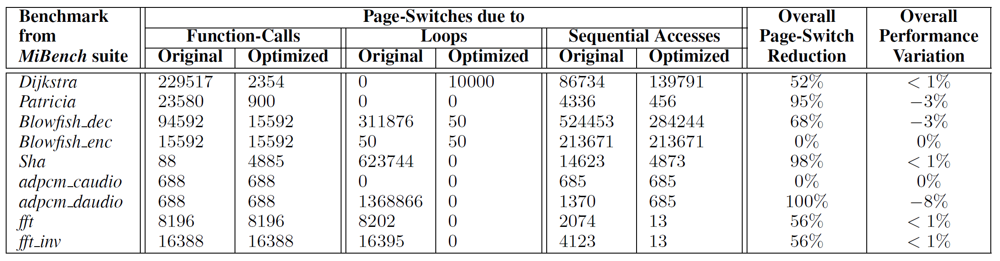 Benchmark Page-Switches due to Overall Overall
from Function-Calls Loops Sequential Accesses Page-Switch Performance
MiBench suite Original Optimized Original Optimized Original Optimized Reduction Variation
Dijkstra 229517 2354 0 10000 86734 139791 52% < 1%
Patricia 23580 900 0 0 4336 456 95% −3%
Blowfish_dec 94592 15592 311876 50 524453 284244 68% −3%
Blowfish_enc 15592 15592 50 50 213671 213671 0% 0%
Sha 88 4885 623744 0 14623 4873 98% < 1%
adpcm_caudio 688 688 0 0 685 685 0% 0%
adpcm_daudio 688 688 1368866 0 1370 685 100% −8%
fft 8196 8196 8202 0 2074 13 56% < 1%
fft_inv 16388 16388 16395 0 4123 13 56% < 1%